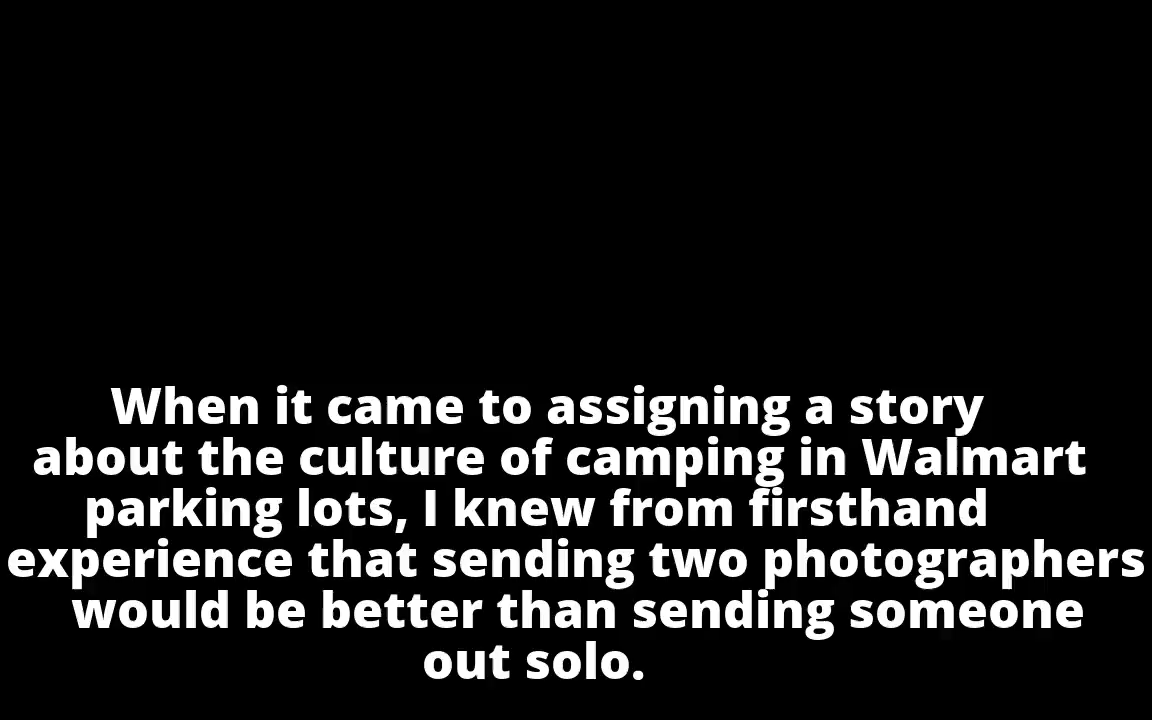 When it came to assigning a story
about the culture of camping in Walmart
parking lots, I knew from firsthand
experience that sending two photographers
would be better than sending someone
out solo.